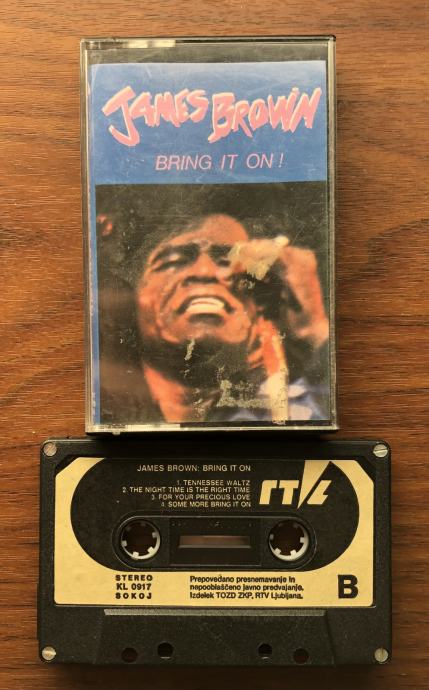 JAMES BROWN
BRING IT ON!
JAMES BROWN: BRING IT ON
1. TENNESSEE WALTZ
2. THE NIGHT TIME IS THE RIGHT TIME
3. FOR YOUR PRECIOUS LOVE
4. SOME MORE BRING IT ON
RTVL
STEREO
KL 0917
SOKOJ
Prepovedano presnemavanje in
nepooblaščeno javno predvajanje.
Izdelek TOZD ZKP, RTV Ljubljana.
B